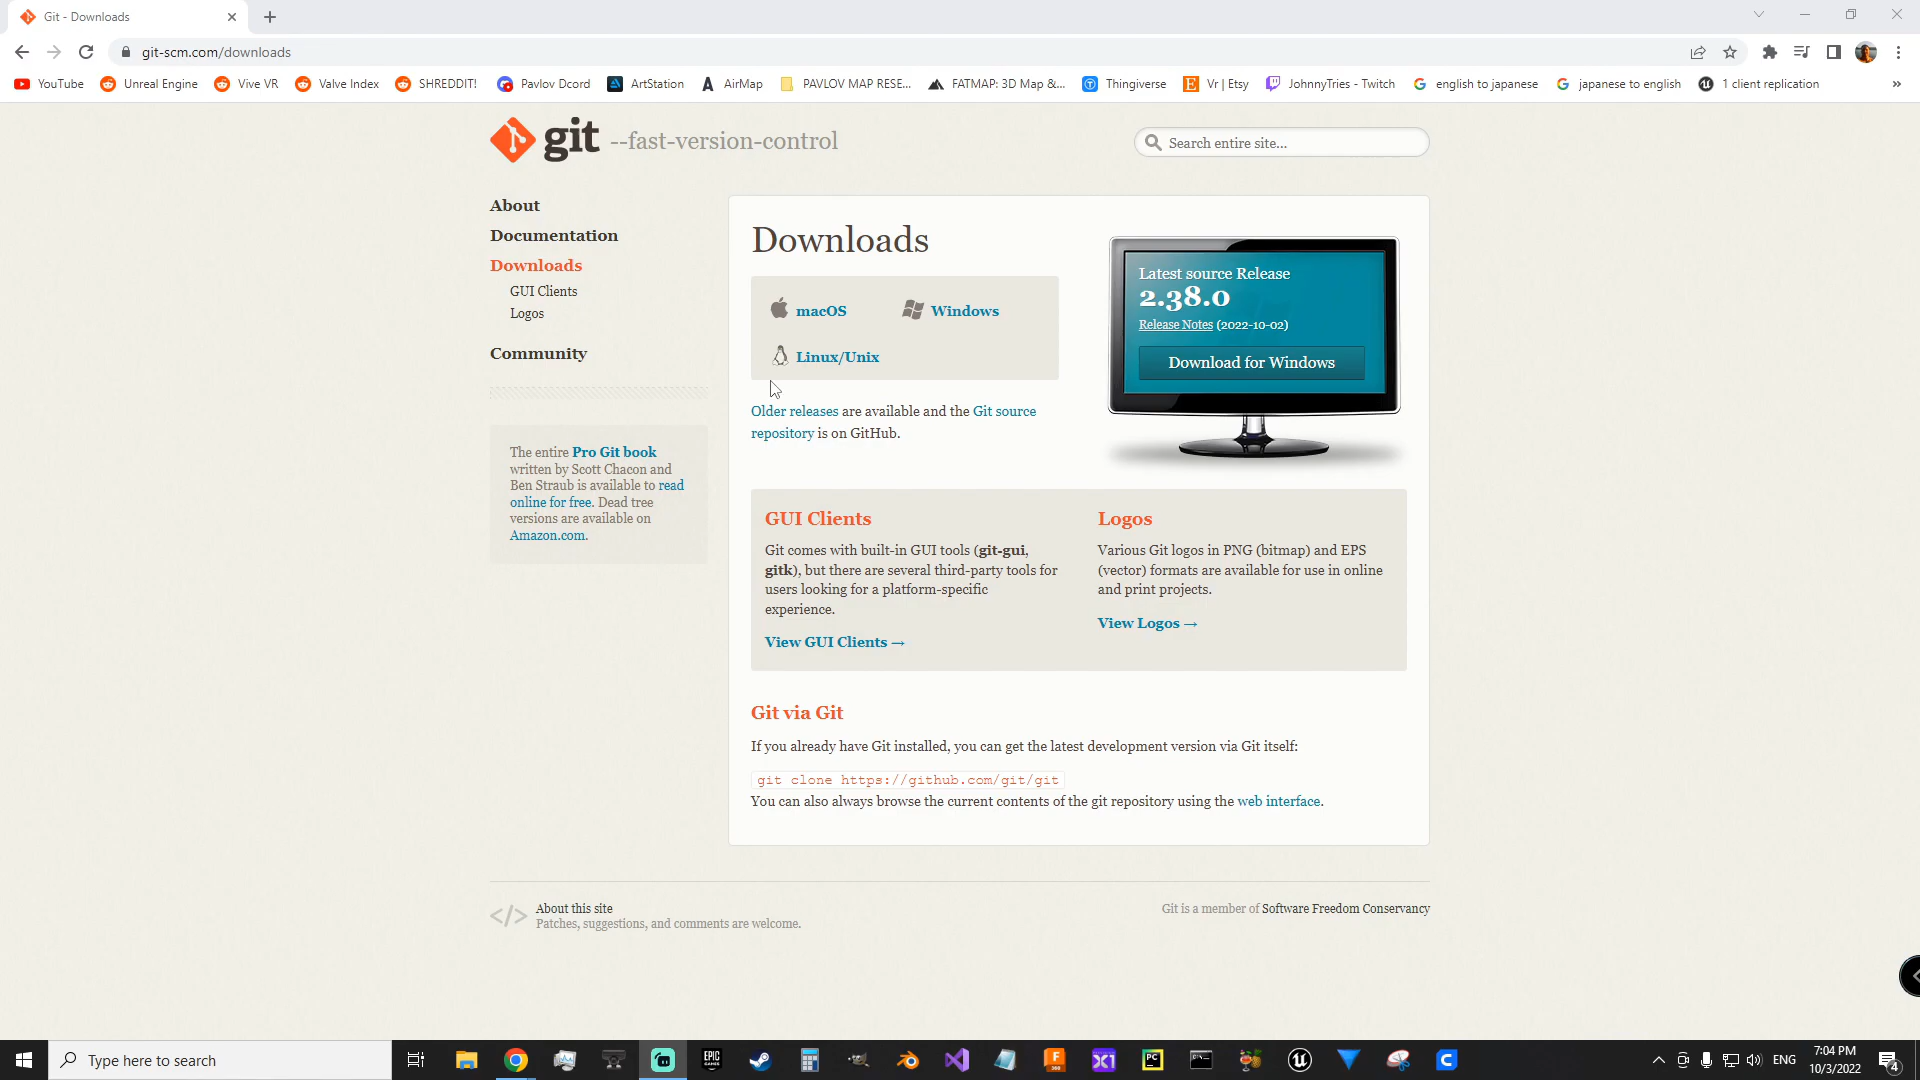 Git - Downloads
git-scm.com/downloads
YouTube
Unreal Engine
Vive VR
Valve Index
SHREDDIT!
Pavlov Dcord
ArtStation
AirMap
PAVLOV MAP RESE...
FATMAP: 3D Map &...
Thingiverse
Vr | Etsy
JohnnyTries - Twitch
english to japanese
japanese to english
1 client replication
»
git --fast-version-control
Search entire site...
About
Documentation
Downloads
GUI Clients
Logos
Community
The entire Pro Git book
written by Scott Chacon and
Ben Straub is available to read
online for free. Dead tree
versions are available on
Amazon.com.
Downloads
macOS
Windows
Linux/Unix
Older releases are available and the Git source
repository is on GitHub.
Latest source Release
2.38.0
Release Notes (2022-10-02)
Download for Windows
GUI Clients
Git comes with built-in GUI tools (git-gui,
gitk), but there are several third-party tools for
users looking for a platform-specific
experience.
View GUI Clients →
Logos
Various Git logos in PNG (bitmap) and EPS
(vector) formats are available for use in online
and print projects.
View Logos →
Git via Git
If you already have Git installed, you can get the latest development version via Git itself:
git clone https://github.com/git/git
You can also always browse the current contents of the git repository using the web interface.
</> About this site
Patches, suggestions, and comments are welcome.
Git is a member of Software Freedom Conservancy
Type here to search
EPIC
GAMES
F
360
X1
PC
ENG
7:04 PM
10/3/2022
4